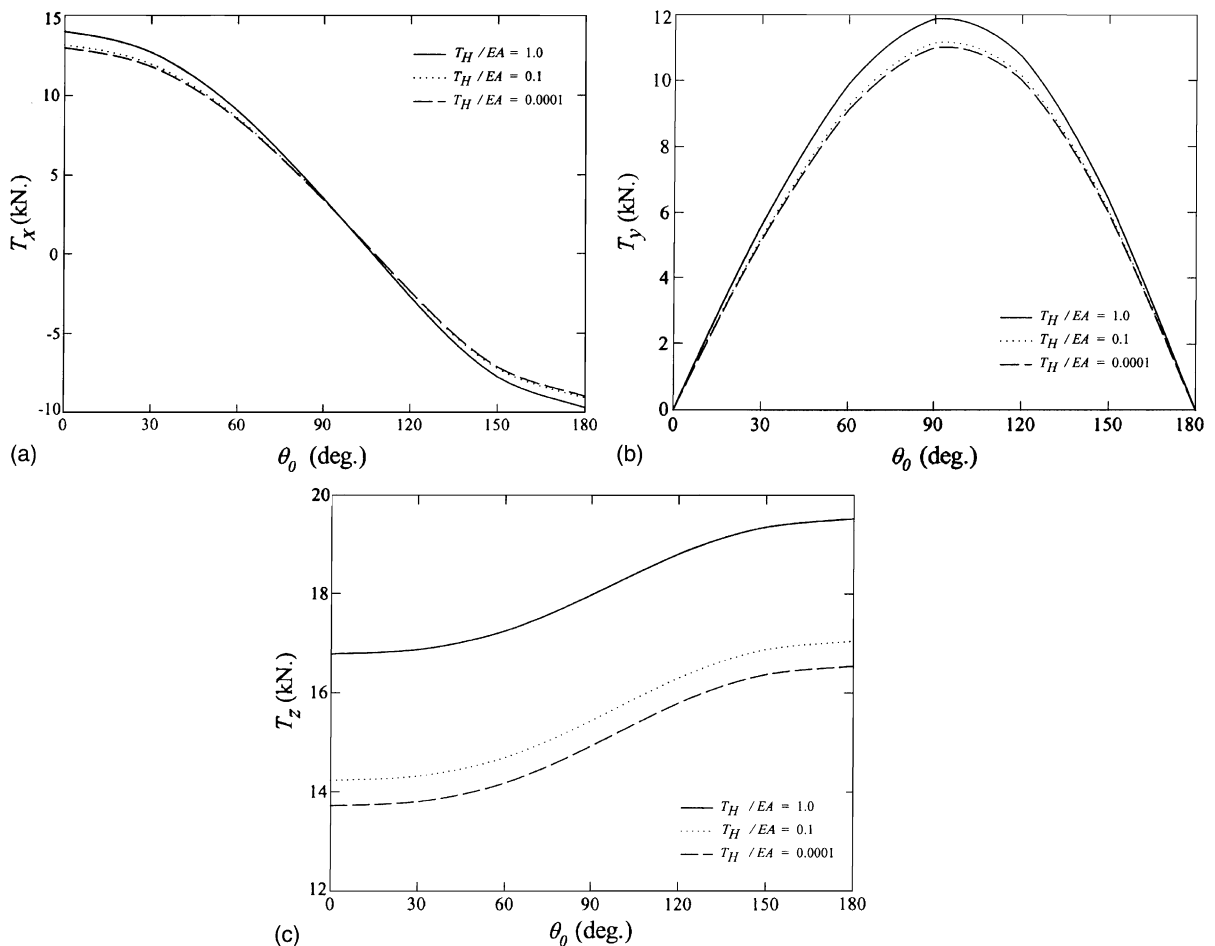 15
10
5
0
-5
-10
T_x (kN.)
T_H / EA = 1.0
T_H / EA = 0.1
T_H / EA = 0.0001
0 30 60 90 120 150 180
θ_0 (deg.)
(a)
12
10
8
6
4
2
0
T_y (kN.)
T_H / EA = 1.0
T_H / EA = 0.1
T_H / EA = 0.0001
0 30 60 90 120 150 180
θ_0 (deg.)
(b)
20
18
16
14
12
T_z (kN.)
T_H / EA = 1.0
T_H / EA = 0.1
T_H / EA = 0.0001
0 30 60 90 120 150 180
θ_0 (deg.)
(c)